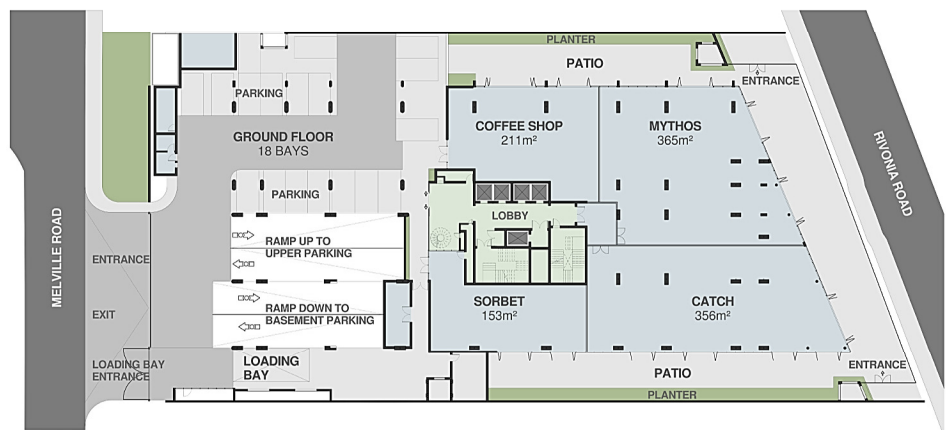 PLANTER
PATIO
ENTRANCE
PARKING
COFFEE SHOP
211m²
MYTHOS
365m²
GROUND FLOOR
18 BAYS
RIVONIA ROAD
PARKING
LOBBY
MELVILLE ROAD
ENTRANCE
RAMP UP TO
UPPER PARKING
EXIT
RAMP DOWN TO
BASEMENT PARKING
SORBET
153m²
CATCH
356m²
LOADING BAY
ENTRANCE
LOADING
BAY
PATIO
ENTRANCE
PLANTER